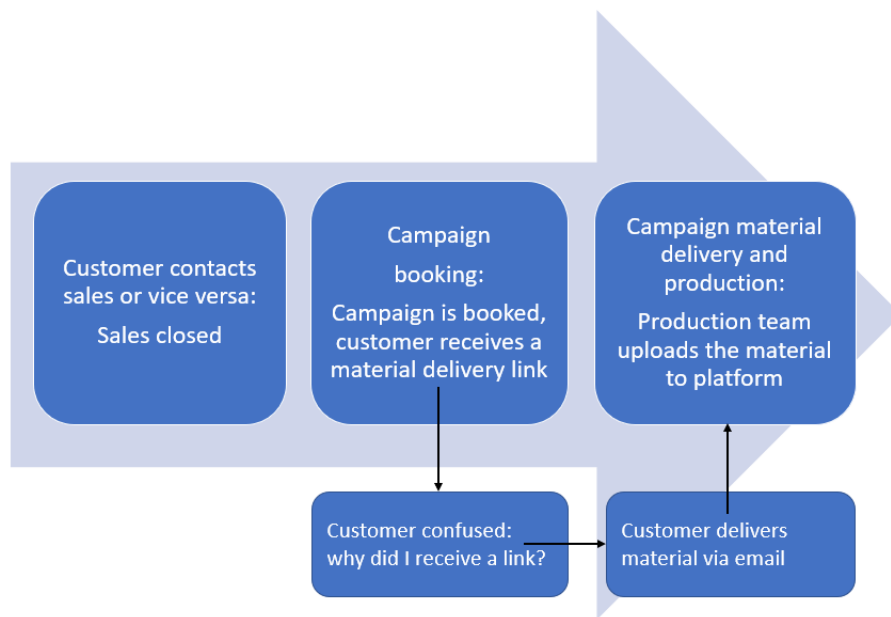 Customer contacts
sales or vice versa:
Sales closed
Campaign
booking:
Campaign is booked,
customer receives a
material delivery link
Campaign material
delivery and
production:
Production team
uploads the material
to platform
Customer confused:
why did I receive a link?
Customer delivers
material via email